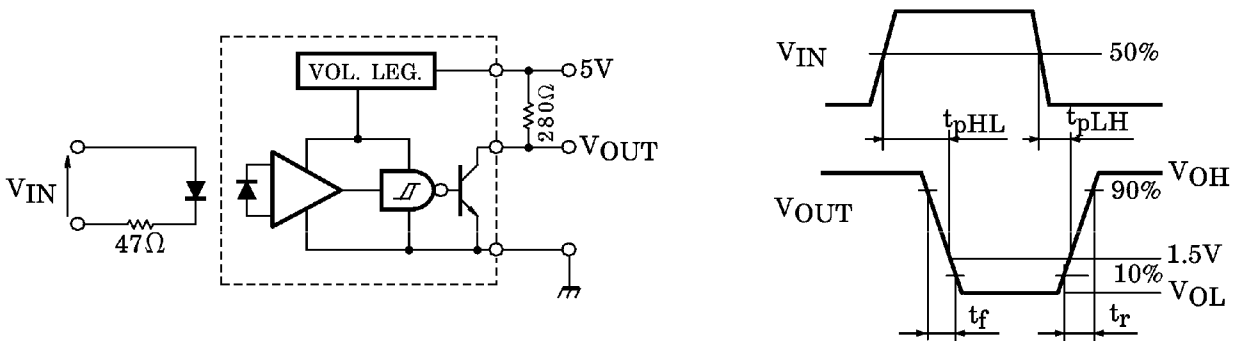 VOL. LEG.
5V
280Ω
VOUT
VIN
47Ω
VIN
50%
tpHL
tpLH
VOH
90%
VOUT
1.5V
10%
VOL
tf
tr